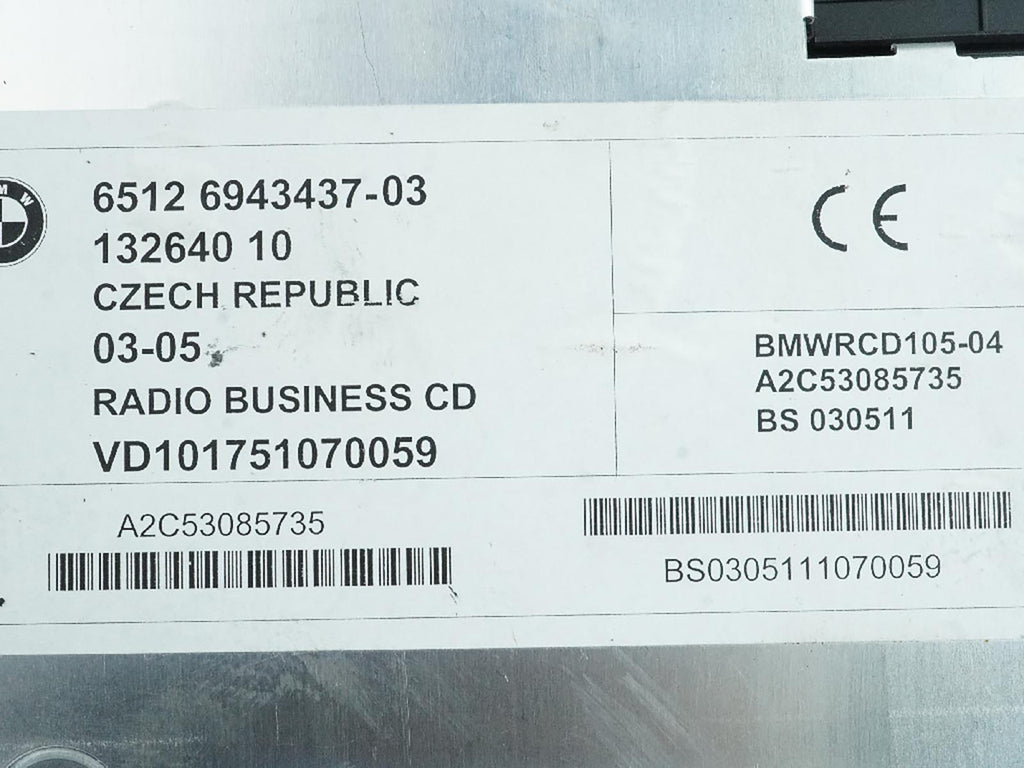 6512 6943437-03
132640 10
CZECH REPUBLIC
03-05
RADIO BUSINESS CD
VD101751070059
CE
BMWRCD105-04
A2C53085735
BS 030511
A2C53085735
BS0305111070059